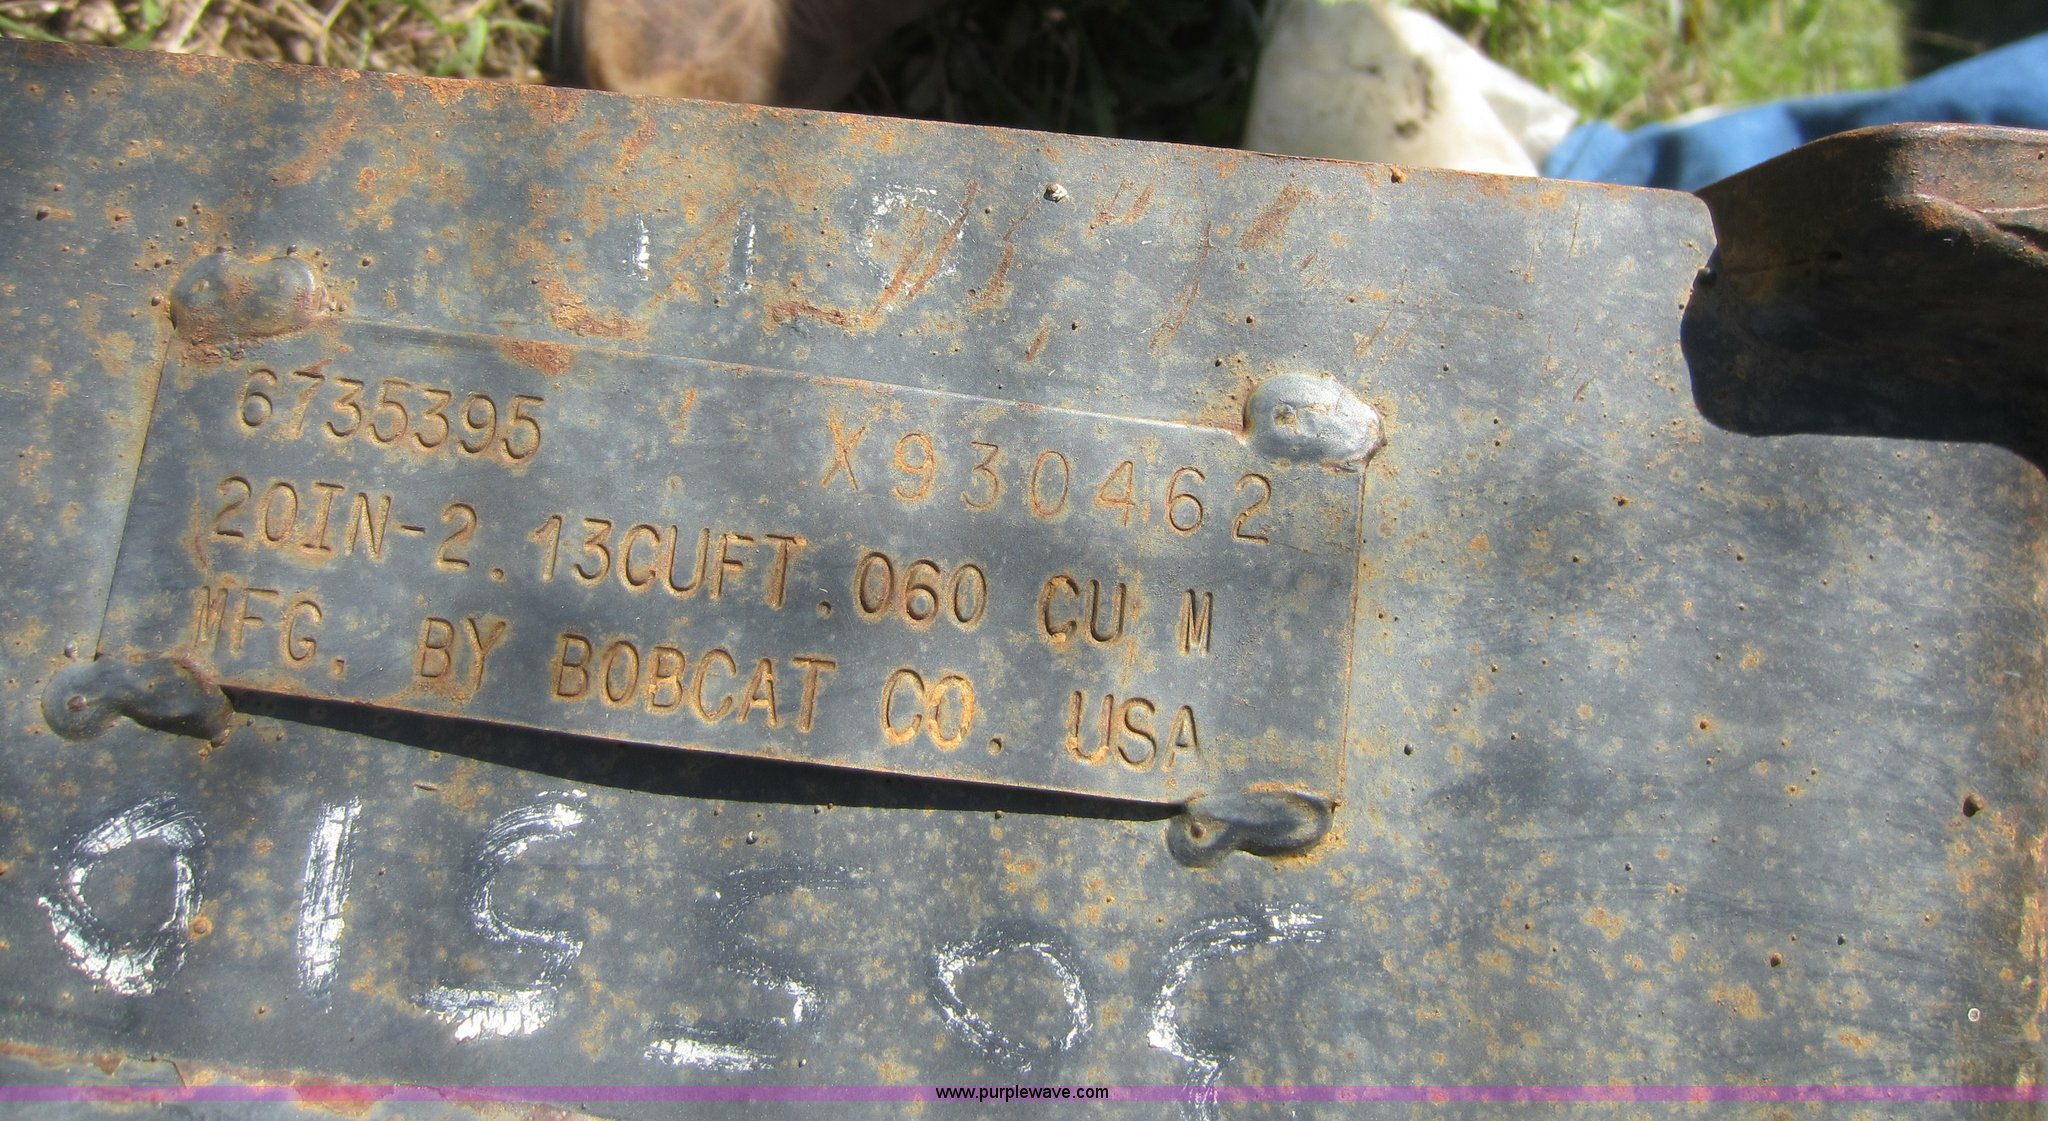 6735395 X930462
20IN-2.13CUFT.060 CU M
MFG. BY BOBCAT CO. USA
www.purplewave.com